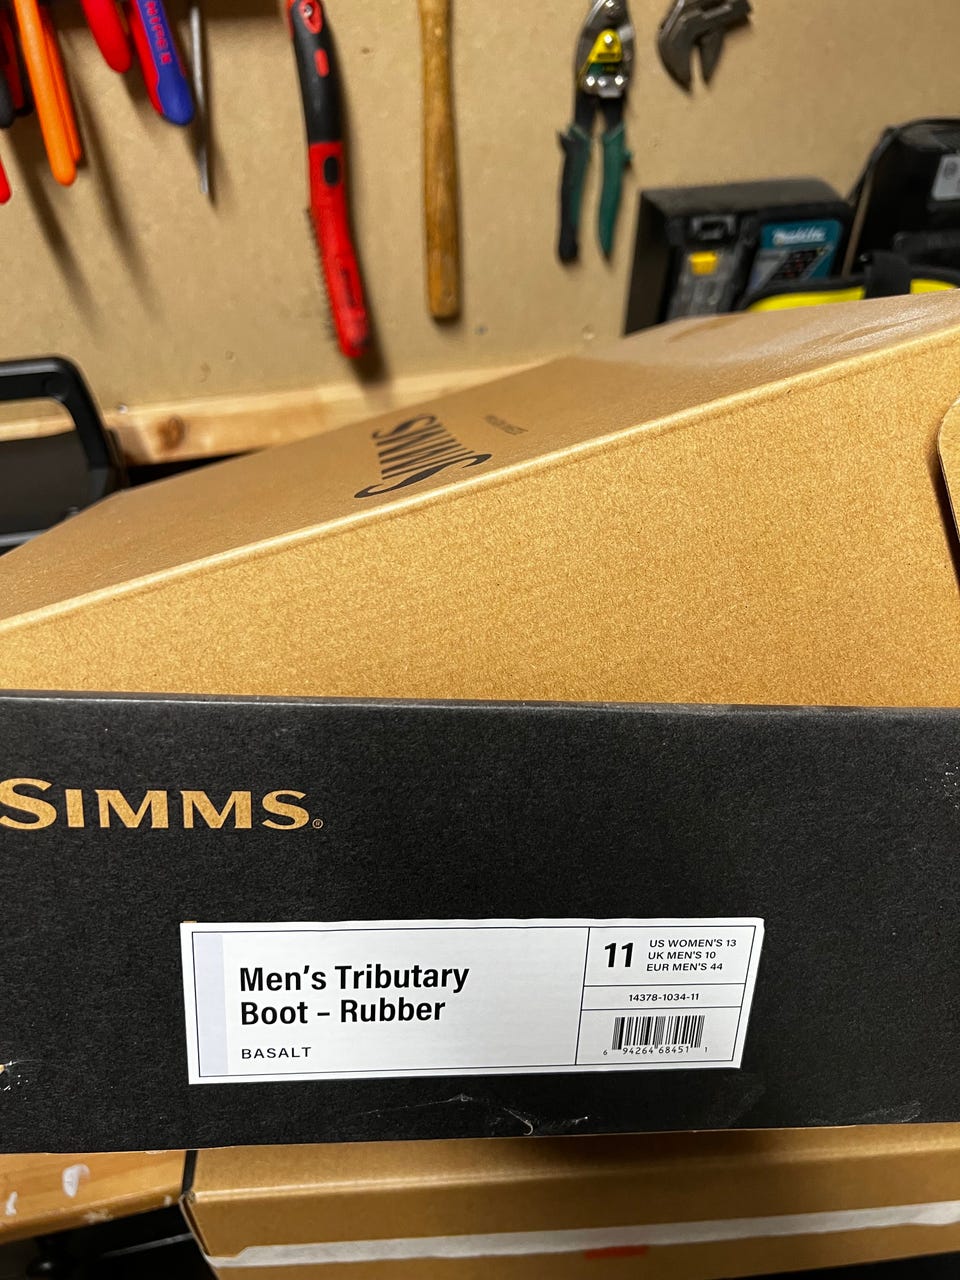 Makita
SIMMS
SIMMS®
Men's Tributary
Boot – Rubber
BASALT
11
US WOMEN'S 13
UK MEN'S 10
EUR MEN'S 44
14378-1034-11
6 94264 68451 1